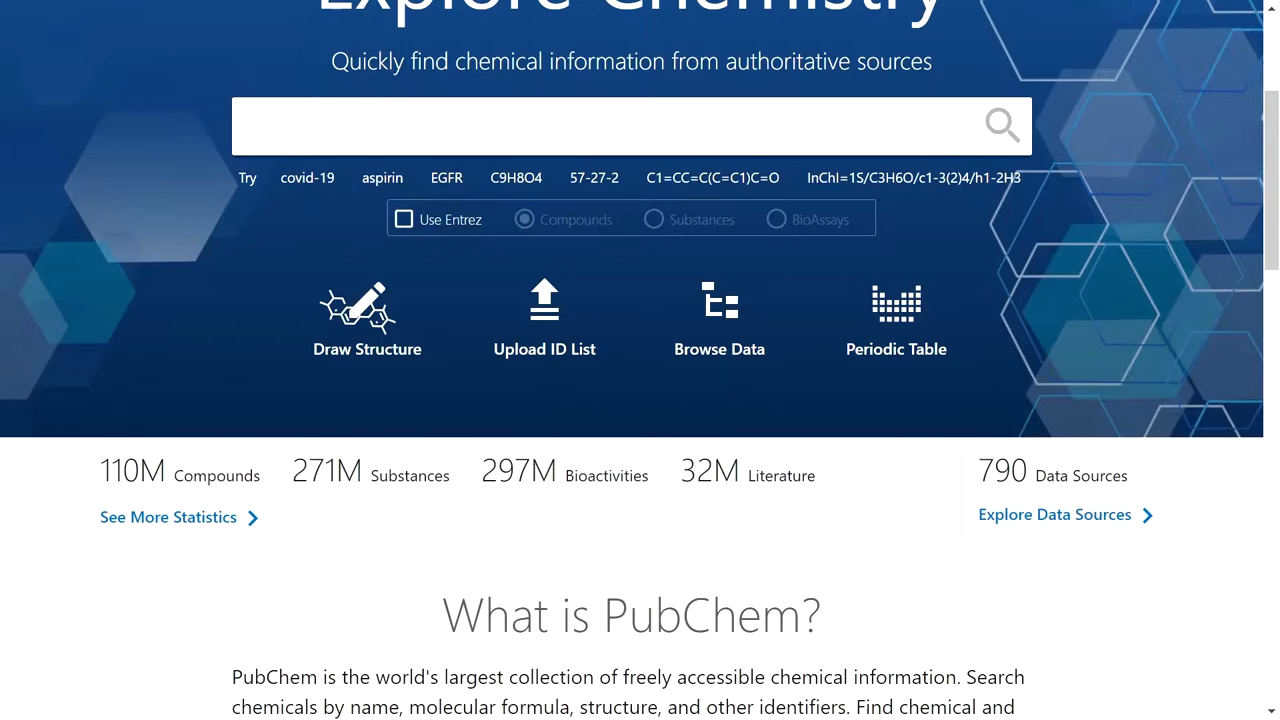 Explore Chemistry
Quickly find chemical information from authoritative sources
Try covid-19 aspirin EGFR C9H8O4 57-27-2 C1=CC=C(C=C1)C=O InChI=1S/C3H6O/c1-3(2)4/h1-2H3
Use Entrez Compounds Substances BioAssays
Draw Structure Upload ID List Browse Data Periodic Table
110M Compounds 271M Substances 297M Bioactivities 32M Literature 790 Data Sources
See More Statistics Explore Data Sources
What is PubChem?
PubChem is the world's largest collection of freely accessible chemical information. Search
chemicals by name, molecular formula, structure, and other identifiers. Find chemical and